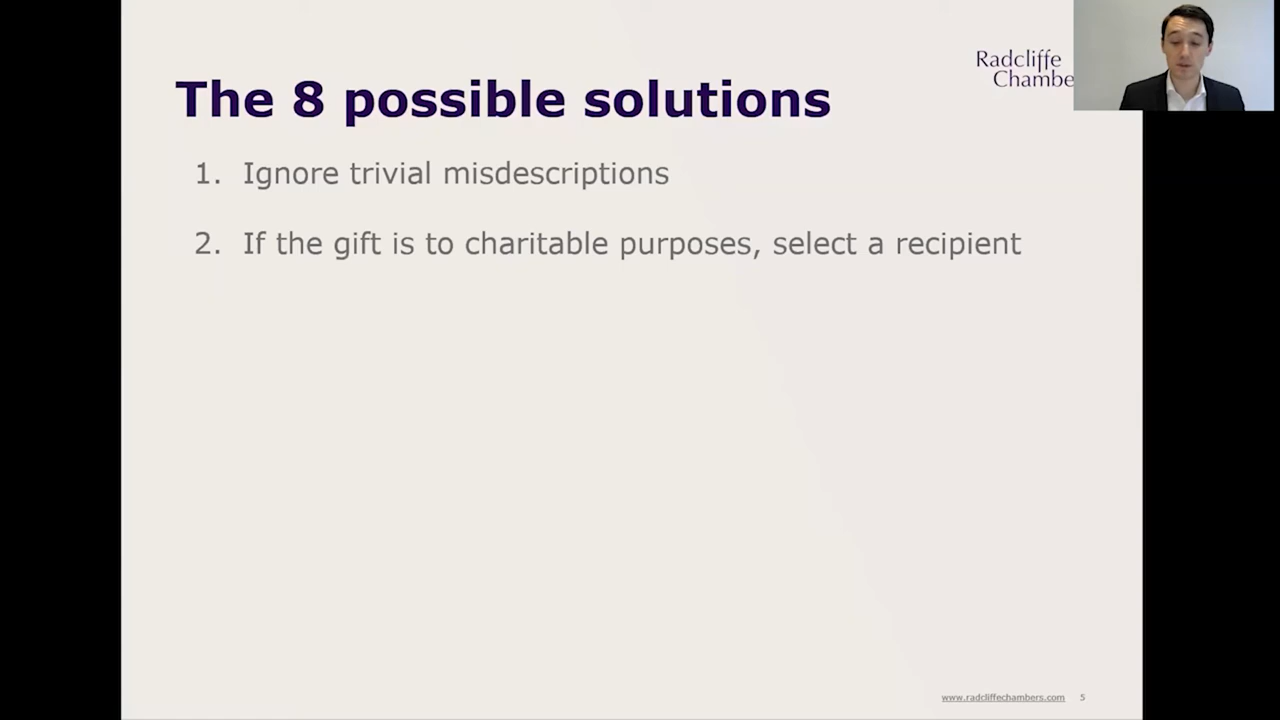 Radcliffe
Chambe
The 8 possible solutions
1. Ignore trivial misdescriptions
2. If the gift is to charitable purposes, select a recipient
www.radcliffechambers.com 5